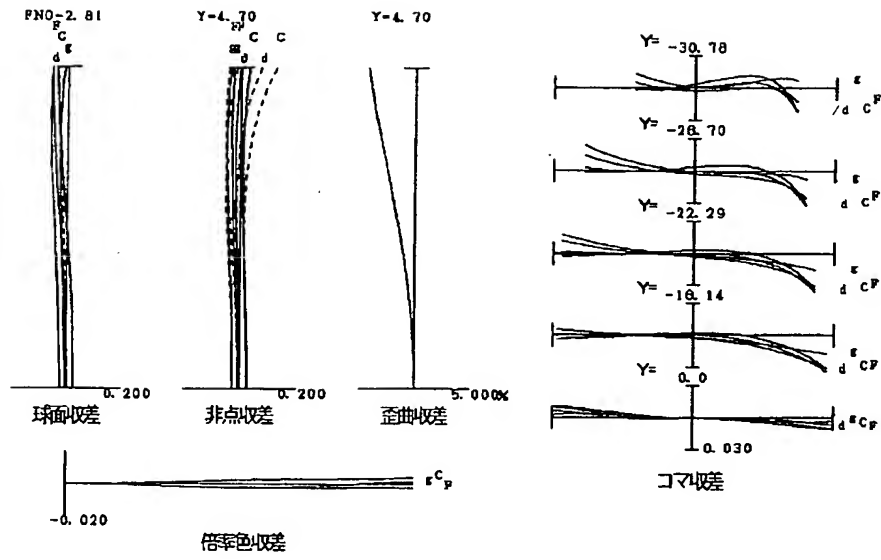 FNO=2.81
F
C
g
d
0.200
球面収差
Y=4.70
F
g
d
C
d
C
0.200
非点収差
Y=4.70
5.000%
歪曲収差
g C F
-0.020
倍率色収差
Y= -30.78
g
d C F
Y= -26.70
g
d C F
Y= -22.29
g
d C F
Y= -16.14
g
d C F
Y= 0.0
d g C F
0.030
コマ収差